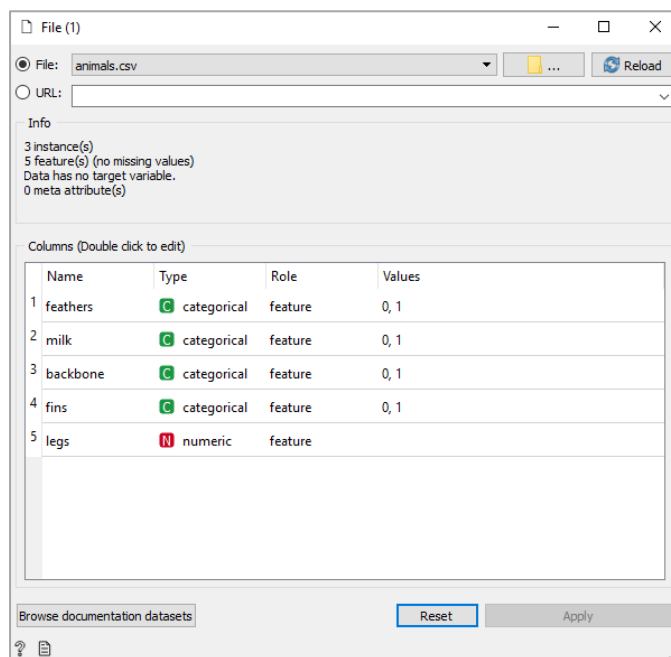 File (1)
File: animals.csv ... Reload
URL:
Info
3 instance(s)
5 feature(s) (no missing values)
Data has no target variable.
0 meta attribute(s)
Columns (Double click to edit)
Name Type Role Values
1 feathers C categorical feature 0, 1
2 milk C categorical feature 0, 1
3 backbone C categorical feature 0, 1
4 fins C categorical feature 0, 1
5 legs N numeric feature
Browse documentation datasets Reset Apply
?